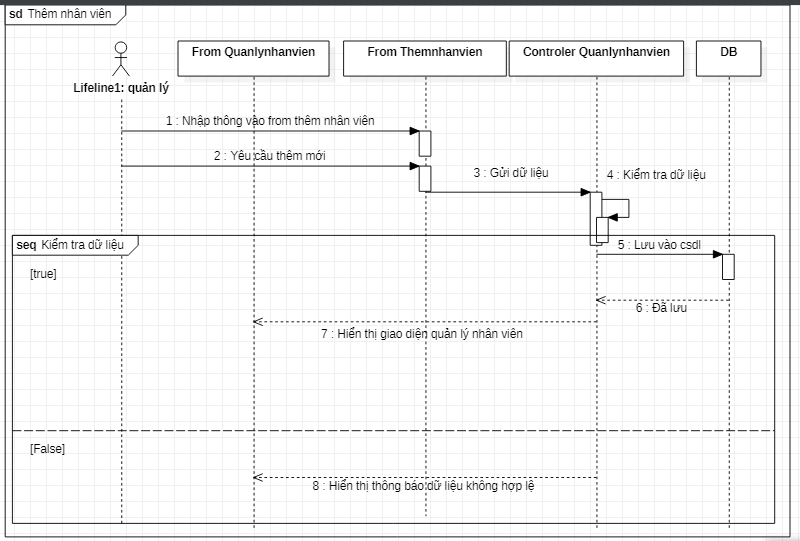 sd Thêm nhân viên
Lifeline1: quản lý
From Quanlynhanvien
From Themnhanvien
Controler Quanlynhanvien
DB
1 : Nhập thông vào from thêm nhân viên
2 : Yêu cầu thêm mới
3 : Gửi dữ liệu
4 : Kiểm tra dữ liệu
seq Kiểm tra dữ liệu
5 : Lưu vào csdl
[true]
6 : Đã lưu
7 : Hiển thị giao diện quản lý nhân viên
[False]
8 : Hiển thị thông báo dữ liệu không hợp lệ